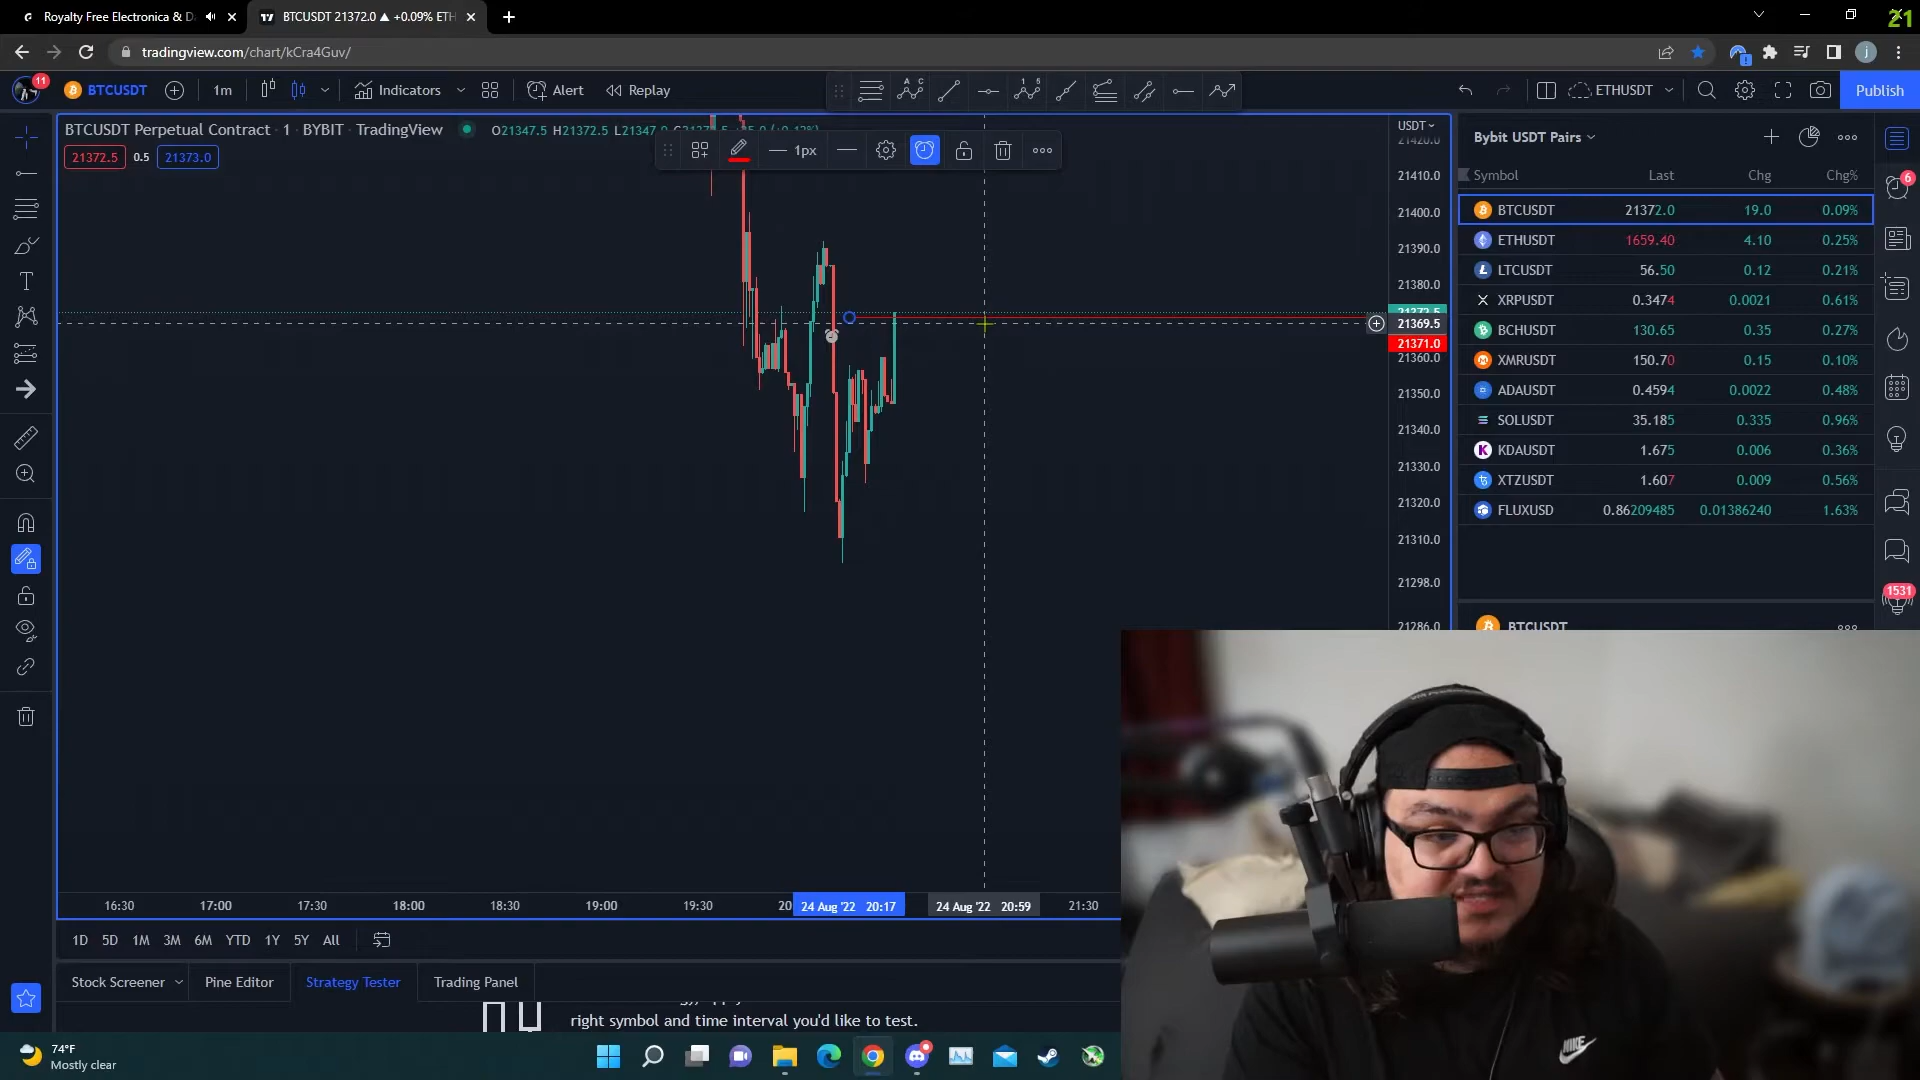 Royalty Free Electronica & D
BTCUSDT 21372.0 ▲ +0.09% ETH
21
tradingview.com/chart/kCra4Guv/
j
11
BTCUSDT
1m
Indicators
Alert
Replay
ETHUSDT
Publish
BTCUSDT Perpetual Contract · 1 · BYBIT · TradingView
O21347.5 H21372.5
21372.5
0.5
21373.0
1px
USDT
21410.0
21400.0
21390.0
21380.0
21372.5
21369.5
21371.0
21360.0
21350.0
21340.0
21330.0
21320.0
21310.0
21298.0
21286.0
Bybit USDT Pairs
Symbol Last Chg Chg%
BTCUSDT 21372.0 19.0 0.09%
ETHUSDT 1659.40 4.10 0.25%
LTCUSDT 56.50 0.12 0.21%
XRPUSDT 0.3474 0.0021 0.61%
BCHUSDT 130.65 0.35 0.27%
XMRUSDT 150.70 0.15 0.10%
ADAUSDT 0.4594 0.0022 0.48%
SOLUSDT 35.185 0.335 0.96%
KDAUSDT 1.675 0.006 0.36%
XTZUSDT 1.607 0.009 0.56%
FLUXUSD 0.86209485 0.01386240 1.63%
BTCUSDT
6
1531
16:30 17:00 17:30 18:00 18:30 19:00 19:30 20 24 Aug '22 20:17 24 Aug '22 20:59 21:30
1D 5D 1M 3M 6M YTD 1Y 5Y All
Stock Screener Pine Editor Strategy Tester Trading Panel
right symbol and time interval you'd like to test.
74°F
Mostly clear
NIKE